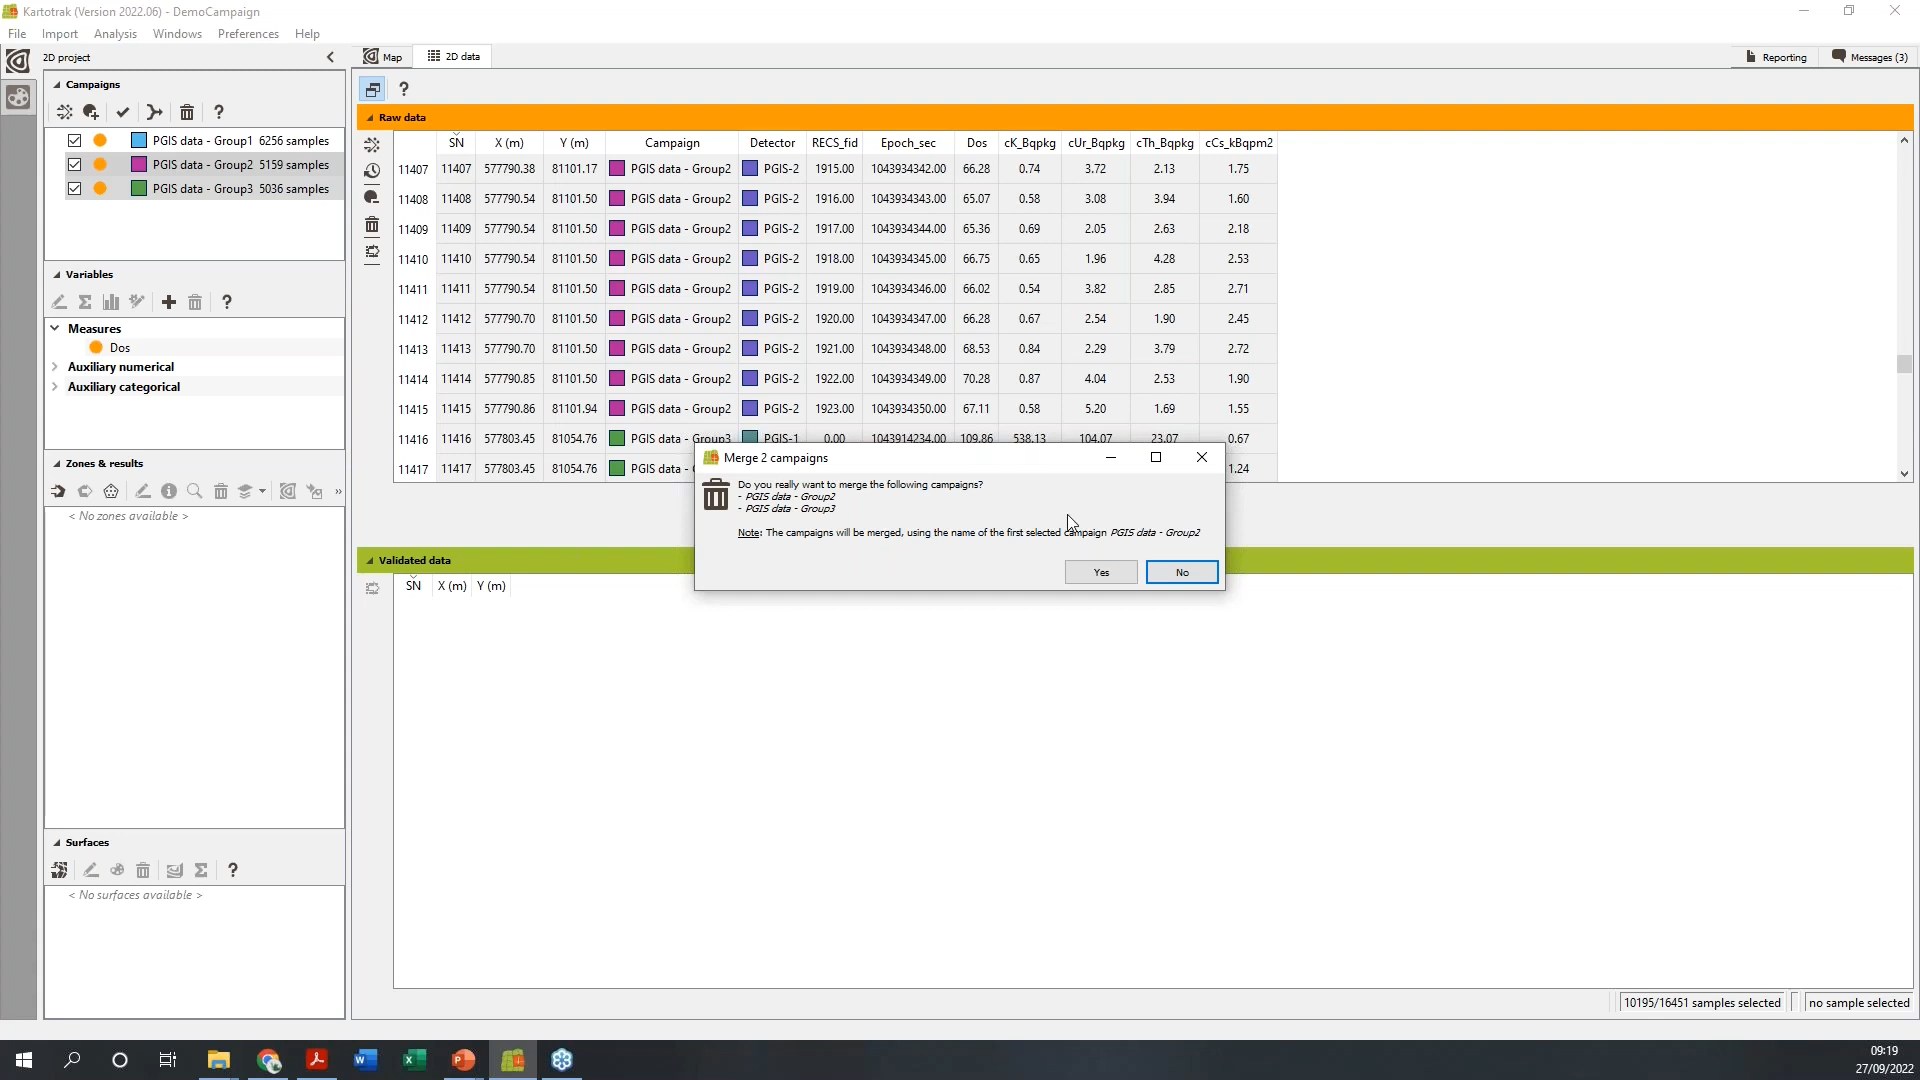 Kartotrak (Version 2022.06) - DemoCampaign
File Import Analysis Windows Preferences Help
2D project
Map 2D data Reporting Messages (3)
Campaigns
PGIS data - Group1 6256 samples
PGIS data - Group2 5159 samples
PGIS data - Group3 5036 samples
Variables
Measures
Dos
Auxiliary numerical
Auxiliary categorical
Zones & results
< No zones available >
Surfaces
< No surfaces available >
Raw data
SN X (m) Y (m) Campaign Detector RECS_fid Epoch_sec Dos cK_Bqpkg cUr_Bqpkg cTh_Bqpkg cCs_kBqpm2
11407 11407 577790.38 81101.17 PGIS data - Group2 PGIS-2 1915.00 1043934342.00 66.28 0.74 3.72 2.13 1.75
11408 11408 577790.54 81101.50 PGIS data - Group2 PGIS-2 1916.00 1043934343.00 65.07 0.58 3.08 3.94 1.60
11409 11409 577790.54 81101.50 PGIS data - Group2 PGIS-2 1917.00 1043934344.00 65.36 0.69 2.05 2.63 2.18
11410 11410 577790.54 81101.50 PGIS data - Group2 PGIS-2 1918.00 1043934345.00 66.75 0.65 1.96 4.28 2.53
11411 11411 577790.54 81101.50 PGIS data - Group2 PGIS-2 1919.00 1043934346.00 66.02 0.54 3.82 2.85 2.71
11412 11412 577790.70 81101.50 PGIS data - Group2 PGIS-2 1920.00 1043934347.00 66.28 0.67 2.54 1.90 2.45
11413 11413 577790.70 81101.50 PGIS data - Group2 PGIS-2 1921.00 1043934348.00 68.53 0.84 2.29 3.79 2.72
11414 11414 577790.85 81101.50 PGIS data - Group2 PGIS-2 1922.00 1043934349.00 70.28 0.87 4.04 2.53 1.90
11415 11415 577790.86 81101.94 PGIS data - Group2 PGIS-2 1923.00 1043934350.00 67.11 0.58 5.20 1.69 1.55
11416 11416 577803.45 81054.76 PGIS data - Group3 PGIS-1 0.00 1043914234.00 109.86 538.13 104.07 23.07 0.67
11417 11417 577803.45 81054.76 PGIS data - 1.24
Merge 2 campaigns
Do you really want to merge the following campaigns?
- PGIS data - Group2
- PGIS data - Group3
Note: The campaigns will be merged, using the name of the first selected campaign PGIS data - Group2
Yes No
Validated data
SN X (m) Y (m)
10195/16451 samples selected no sample selected
09:19
27/09/2022